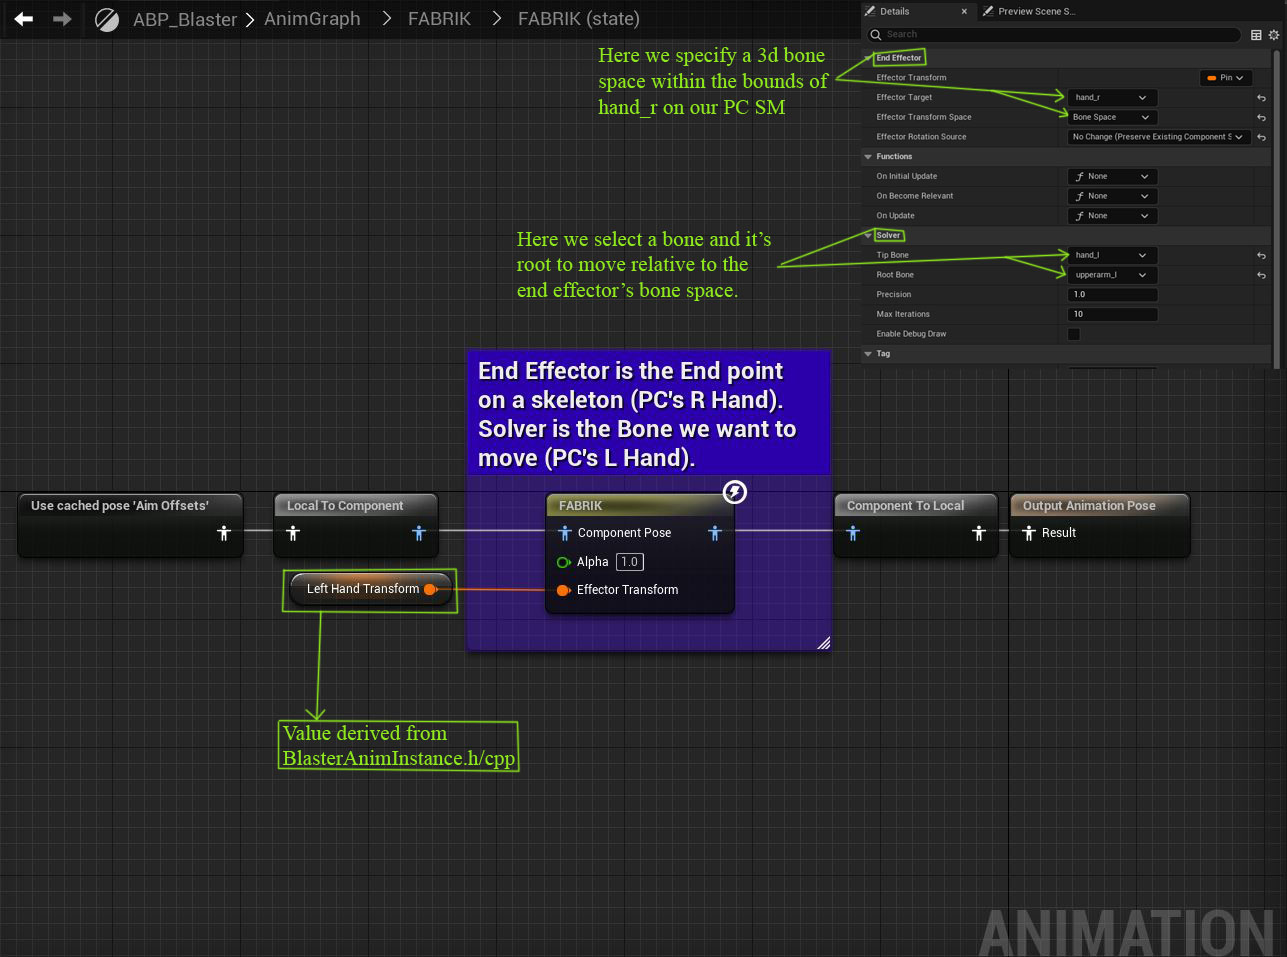 ABP_Blaster > AnimGraph > FABRIK > FABRIK (state)
Details
Preview Scene S...
Search
Here we specify a 3d bone
space within the bounds of
hand_r on our PC SM
End Effector
Effector Transform Pin
Effector Target hand_r
Effector Transform Space Bone Space
Effector Rotation Source No Change (Preserve Existing Component S
Functions
On Initial Update None
On Become Relevant None
On Update None
Here we select a bone and it's
root to move relative to the
end effector's bone space.
Solver
Tip Bone hand_l
Root Bone upperarm_l
Precision 1.0
Max Iterations 10
Enable Debug Draw
Tag
End Effector is the End point
on a skeleton (PC's R Hand).
Solver is the Bone we want to
move (PC's L Hand).
Use cached pose 'Aim Offsets'
Local To Component
FABRIK
Component Pose
Alpha 1.0
Effector Transform
Component To Local
Output Animation Pose
Result
Left Hand Transform
Value derived from
BlasterAnimInstance.h/cpp
ANIMATION